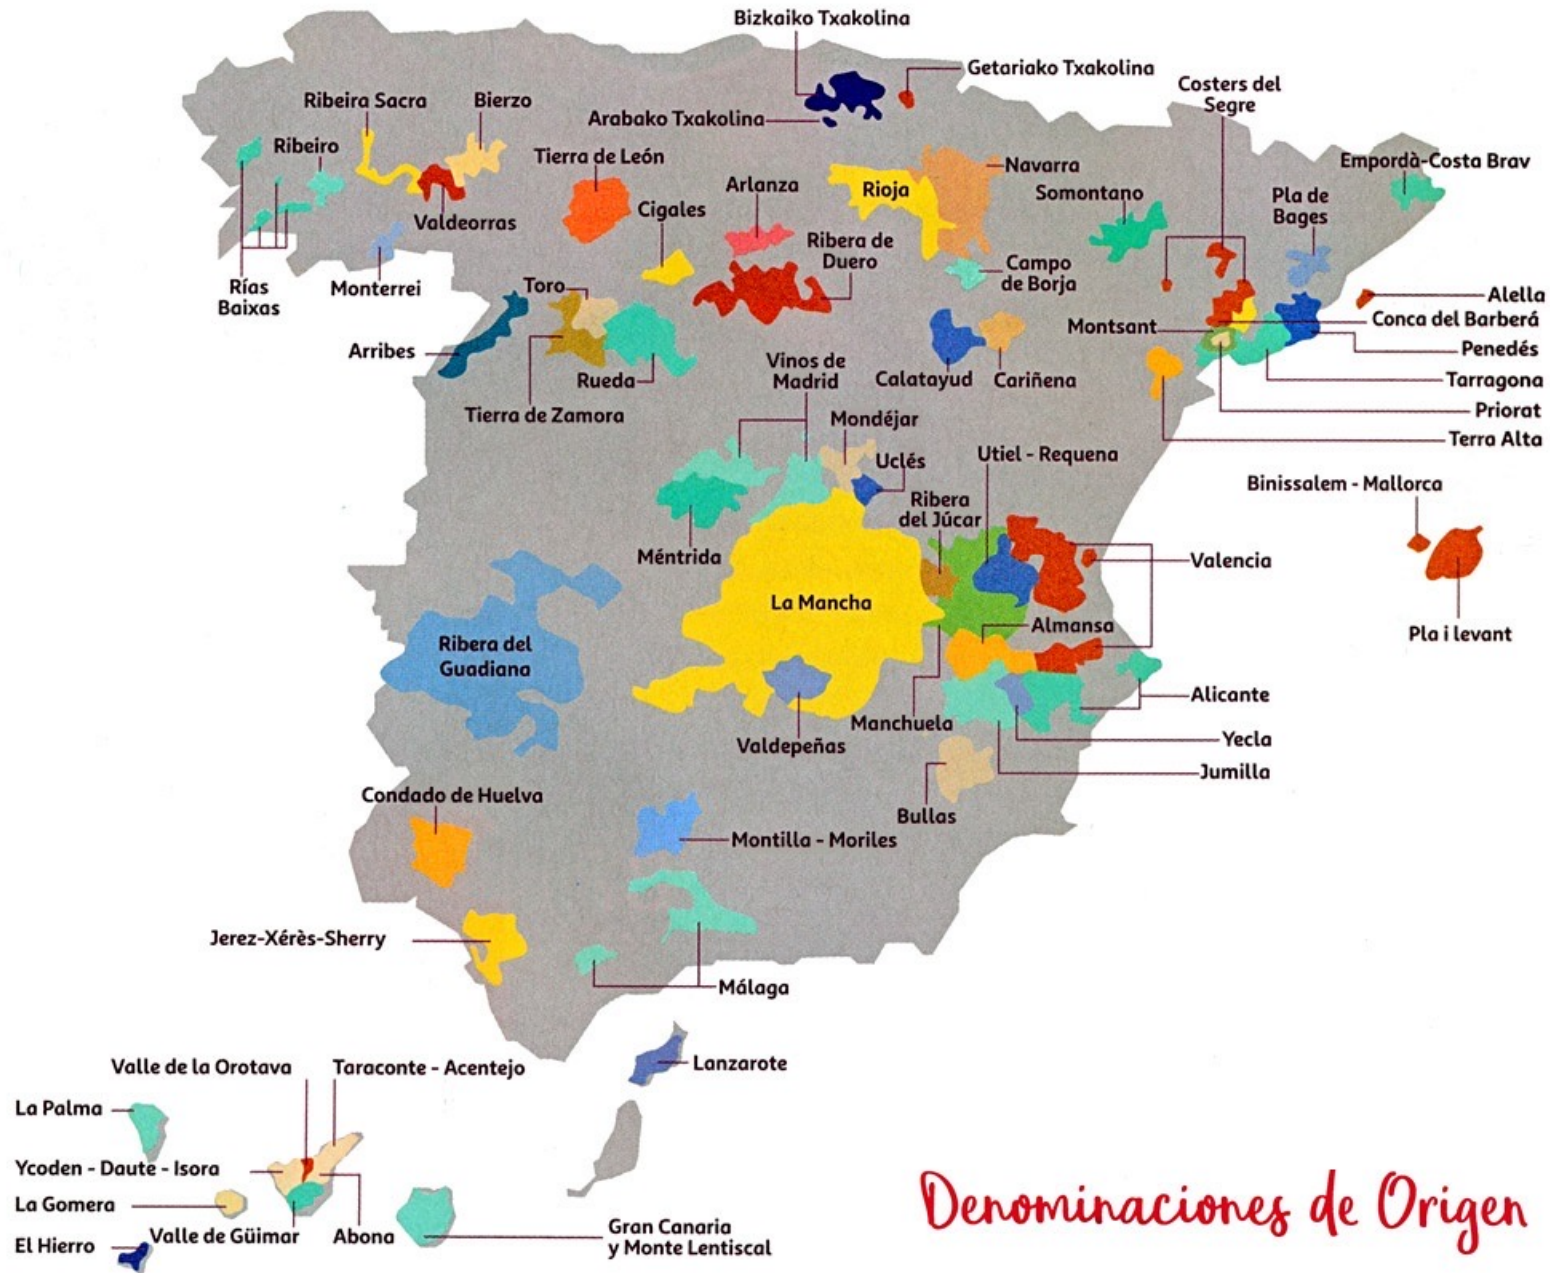 Bizkaiko Txakolina
Getariako Txakolina
Costers del
Segre
Ribeira Sacra
Bierzo
Arabako Txakolina
Ribeiro
Tierra de León
Empordà-Costa Brav
Navarra
Arlanza
Rioja
Somontano
Pla de
Bages
Cigales
Valdeorras
Ribera de
Duero
Campo
de Borja
Toro
Rías
Baixas
Monterrei
Alella
Conca del Barberá
Montsant
Penedés
Arribes
Vinos de
Madrid
Rueda
Calatayud
Cariñena
Tarragona
Priorat
Tierra de Zamora
Mondéjar
Terra Alta
Uclés
Utiel - Requena
Binissalem - Mallorca
Ribera
del Júcar
Méntrida
Valencia
La Mancha
Almansa
Pla i levant
Ribera del
Guadiana
Alicante
Manchuela
Valdepeñas
Yecla
Jumilla
Condado de Huelva
Bullas
Montilla - Moriles
Jerez-Xérès-Sherry
Málaga
Lanzarote
Valle de la Orotava
Taraconte - Acentejo
La Palma
Ycoden - Daute - Isora
La Gomera
Valle de Güimar
Abona
El Hierro
Gran Canaria
y Monte Lentiscal
Denominaciones de Origen